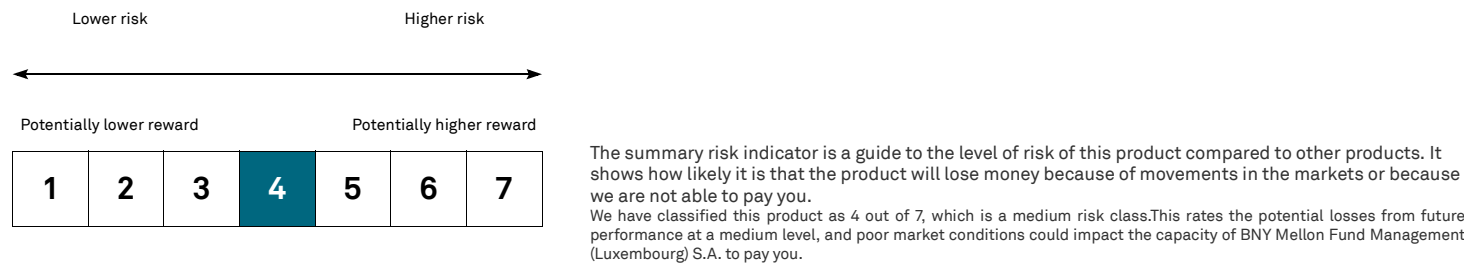 Lower risk
Higher risk
Potentially lower reward
Potentially higher reward
1 2 3 4 5 6 7
The summary risk indicator is a guide to the level of risk of this product compared to other products. It
shows how likely it is that the product will lose money because of movements in the markets or because
we are not able to pay you.
We have classified this product as 4 out of 7, which is a medium risk class.This rates the potential losses from future
performance at a medium level, and poor market conditions could impact the capacity of BNY Mellon Fund Management
(Luxembourg) S.A. to pay you.